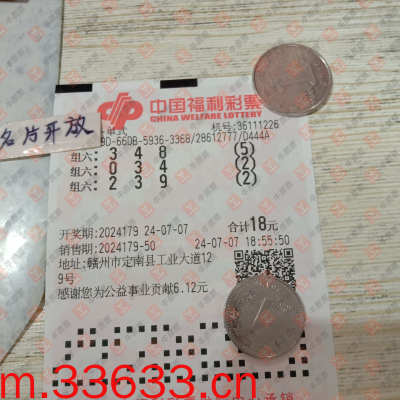 中国福利彩票
CHINA WELFARE LOTTERY
单式
机号:36111226
名片开放
-66DB-5936-3368/28612777/D444A
组六: 3 4 8 (5)
组六: 0 3 4 (2)
组六: 2 3 9 (2)
开奖期:2024179 24-07-07 合计18元
销售期:2024179-50 24-07-07 18:55:50
地址:赣州市定南县工业大道12
9号
感谢您为公益事业贡献6.12元
m.33633.cn